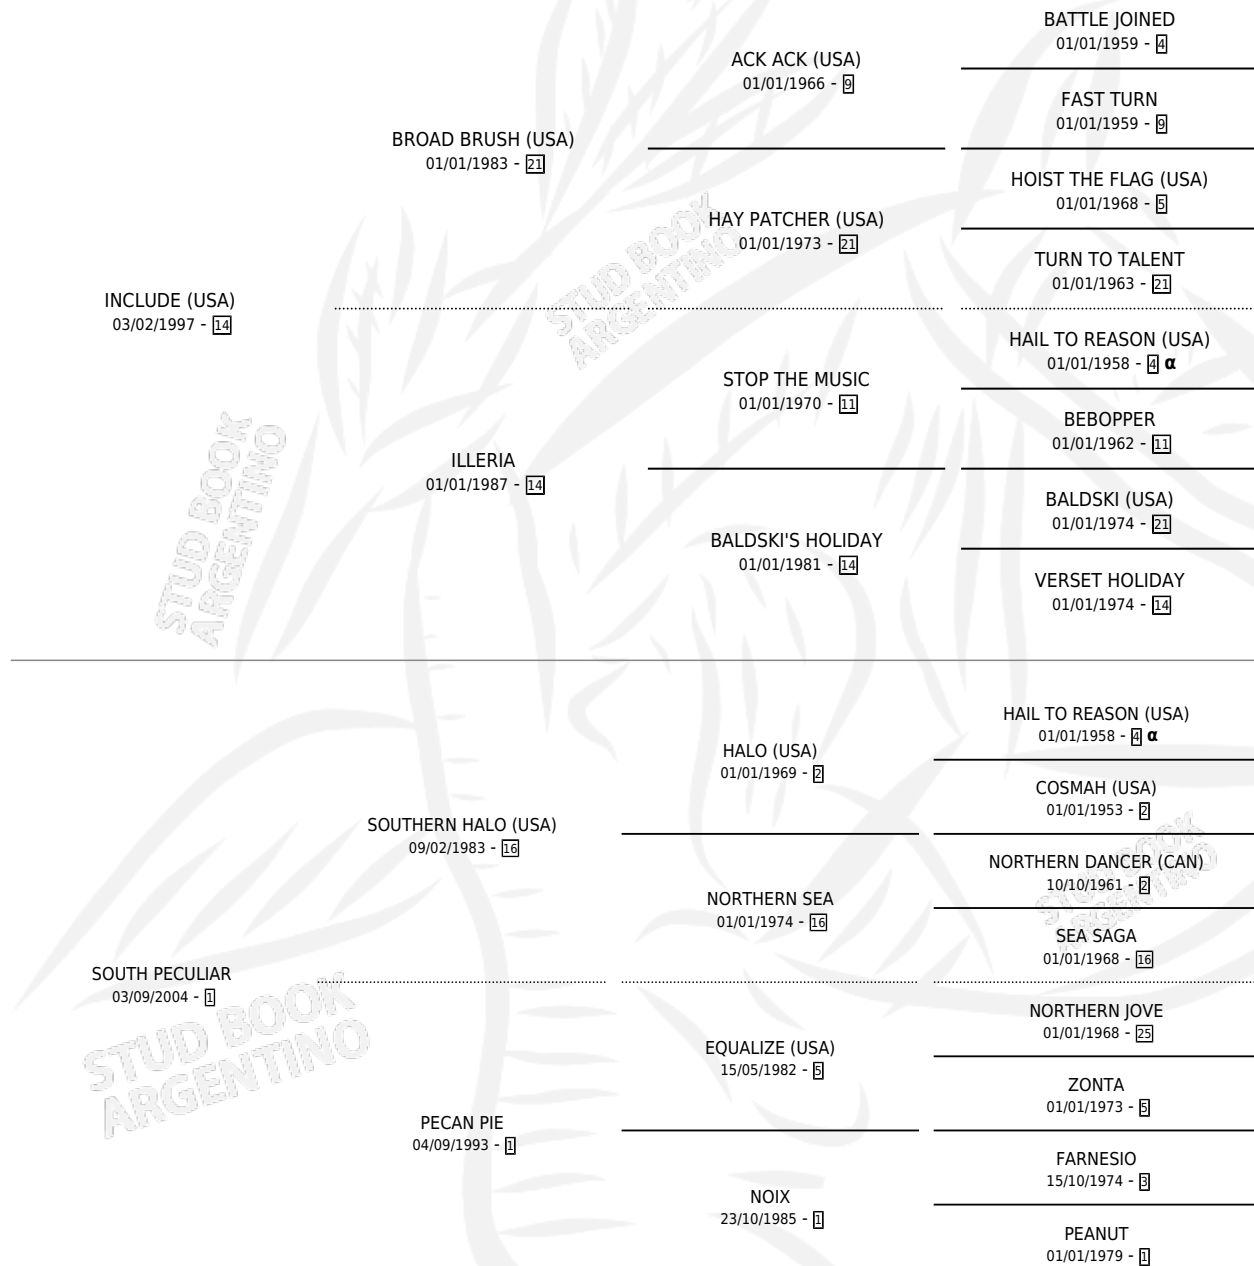 BATTLE JOINED
01/01/1959 - 4
ACK ACK (USA)
01/01/1966 - 9
FAST TURN
01/01/1959 - 9
BROAD BRUSH (USA)
01/01/1983 - 21
HOIST THE FLAG (USA)
01/01/1968 - 5
HAY PATCHER (USA)
01/01/1973 - 21
TURN TO TALENT
01/01/1963 - 21
INCLUDE (USA)
03/02/1997 - 14
HAIL TO REASON (USA)
01/01/1958 - 4 α
STOP THE MUSIC
01/01/1970 - 11
BEBOPPER
01/01/1962 - 11
ILLERIA
01/01/1987 - 14
BALDSKI (USA)
01/01/1974 - 21
BALDSKI'S HOLIDAY
01/01/1981 - 14
VERSET HOLIDAY
01/01/1974 - 14
HAIL TO REASON (USA)
01/01/1958 - 4 α
HALO (USA)
01/01/1969 - 2
COSMAH (USA)
01/01/1953 - 2
SOUTHERN HALO (USA)
09/02/1983 - 16
NORTHERN DANCER (CAN)
10/10/1961 - 2
NORTHERN SEA
01/01/1974 - 16
SEA SAGA
01/01/1968 - 16
SOUTH PECULIAR
03/09/2004 - 1
NORTHERN JOVE
01/01/1968 - 25
EQUALIZE (USA)
15/05/1982 - 5
ZONTA
01/01/1973 - 5
PECAN PIE
04/09/1993 - 1
FARNESIO
15/10/1974 - 3
NOIX
23/10/1985 - 1
PEANUT
01/01/1979 - 1
STUD BOOK
ARGENTINO
STUD BOOK
ARGENTINO
STUD BOOK
ARGENTINO
STUD BOOK
ARGENTINO